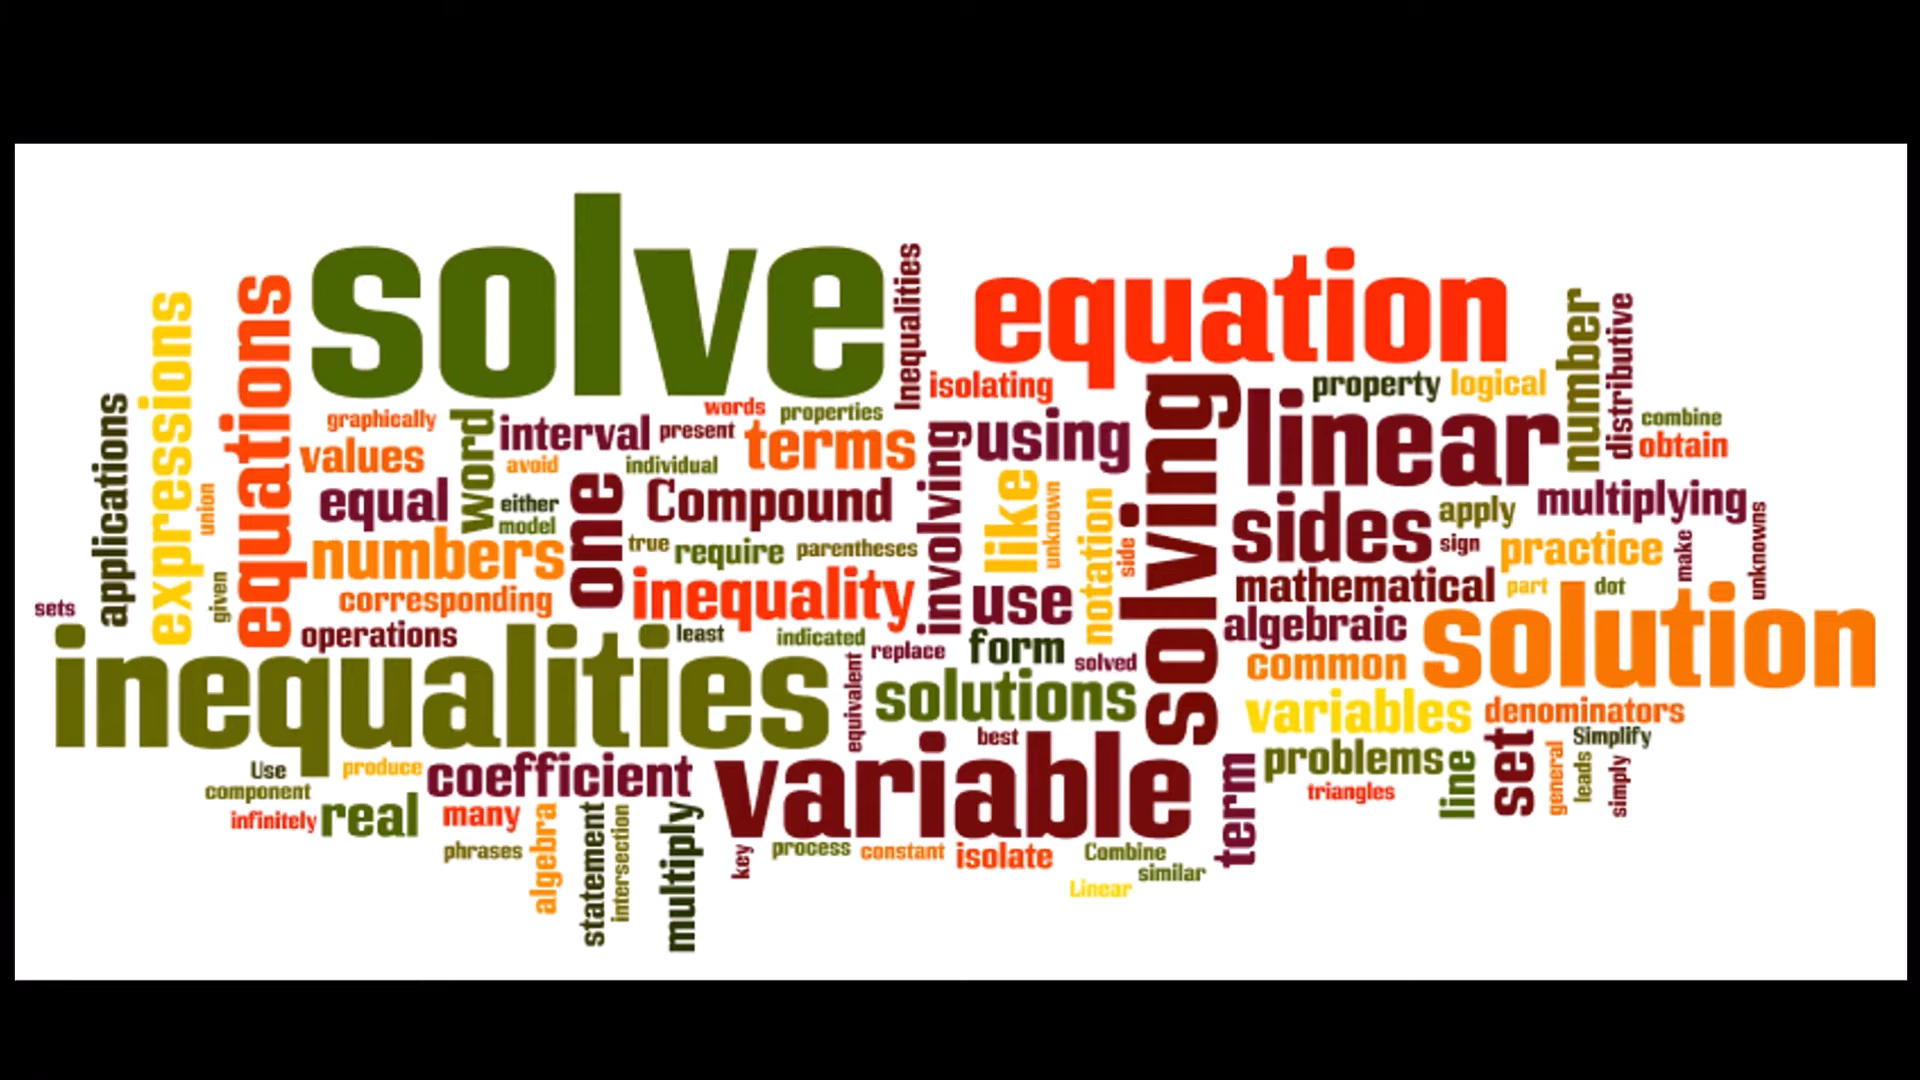 solve
Inequalities
equation
expressions
equations
applications
union
given
sets
graphically
values
word
interval
words
properties
present
terms
avoid
individual
equal
either
model
one
Compound
numbers
true
require
parentheses
corresponding
inequality
operations
least
indicated
isolating
involving
using
like
unknown
notation
side
solving
use
form
replace
solved
property
logical
number
distributive
combine
obtain
linear
sides
apply
multiplying
sign
practice
make
unknowns
mathematical
part
dot
algebraic
common
solution
inequalities
equivalent
solutions
best
variables
denominators
Simplify
problems
line
set
general
leads
simply
triangles
term
Use
component
produce
coefficient
infinitely
real
many
variable
phrases
algebra
statement
intersection
multiply
key
process
constant
isolate
Combine
similar
Linear